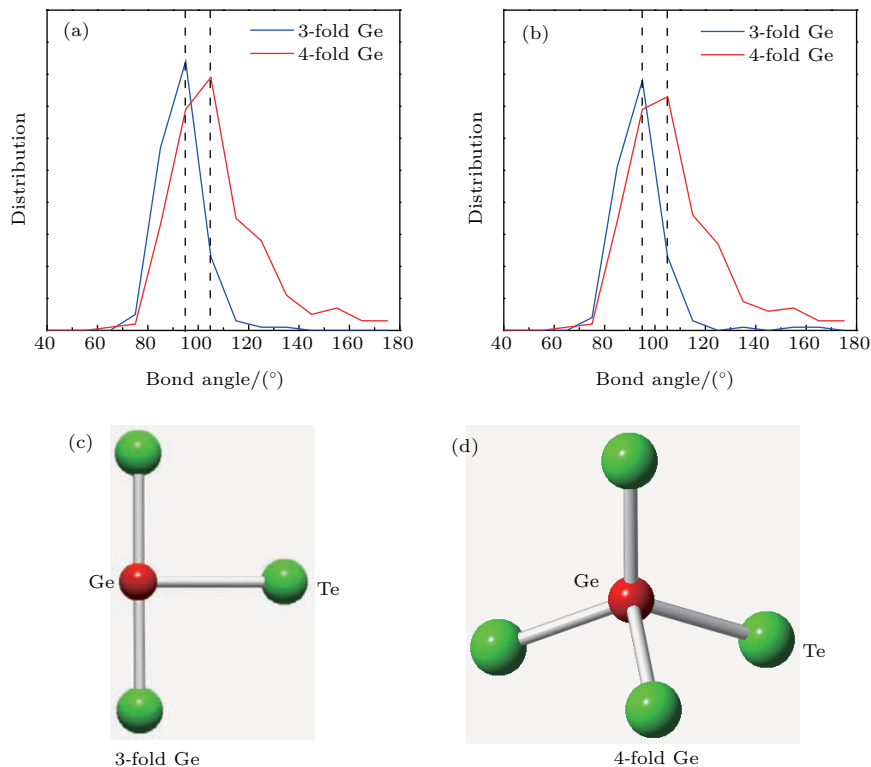 (a)
3-fold Ge
4-fold Ge
Distribution
40 60 80 100 120 140 160 180
Bond angle/(°)
(b)
3-fold Ge
4-fold Ge
Distribution
40 60 80 100 120 140 160 180
Bond angle/(°)
(c)
Ge
Te
3-fold Ge
(d)
Ge
Te
4-fold Ge